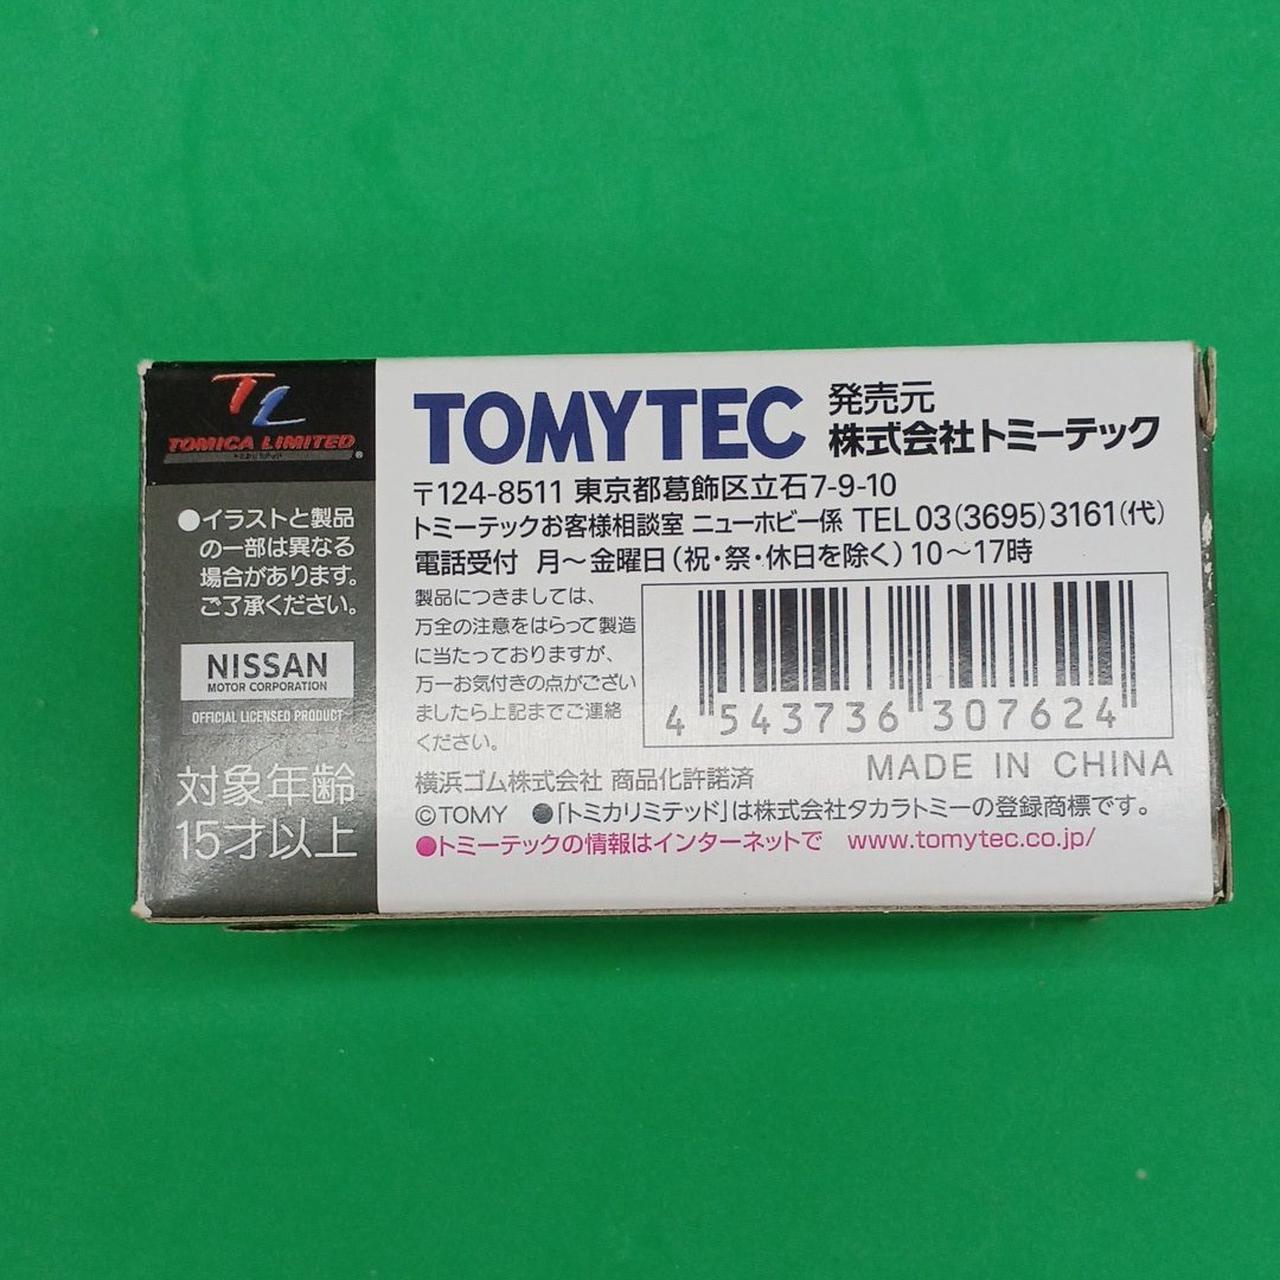 TL
TOMICA LIMITED
®
●イラストと製品
の一部は異なる
場合があります。
ご了承ください。
NISSAN
MOTOR CORPORATION
OFFICIAL LICENSED PRODUCT
対象年齢
15才以上
TOMYTEC
発売元
株式会社トミーテック
〒124-8511 東京都葛飾区立石7-9-10
トミーテックお客様相談室 ニューホビー係 TEL 03(3695)3161(代)
電話受付 月〜金曜日(祝・祭・休日を除く)10〜17時
製品につきましては、
万全の注意をはらって製造
に当たっておりますが、
万一お気付きの点がござい
ましたら上記までご連絡
ください。
4 543736 307624
MADE IN CHINA
横浜ゴム株式会社 商品化許諾済
©TOMY ●「トミカリミテッド」は株式会社タカラトミーの登録商標です。
●トミーテックの情報はインターネットで www.tomytec.co.jp/